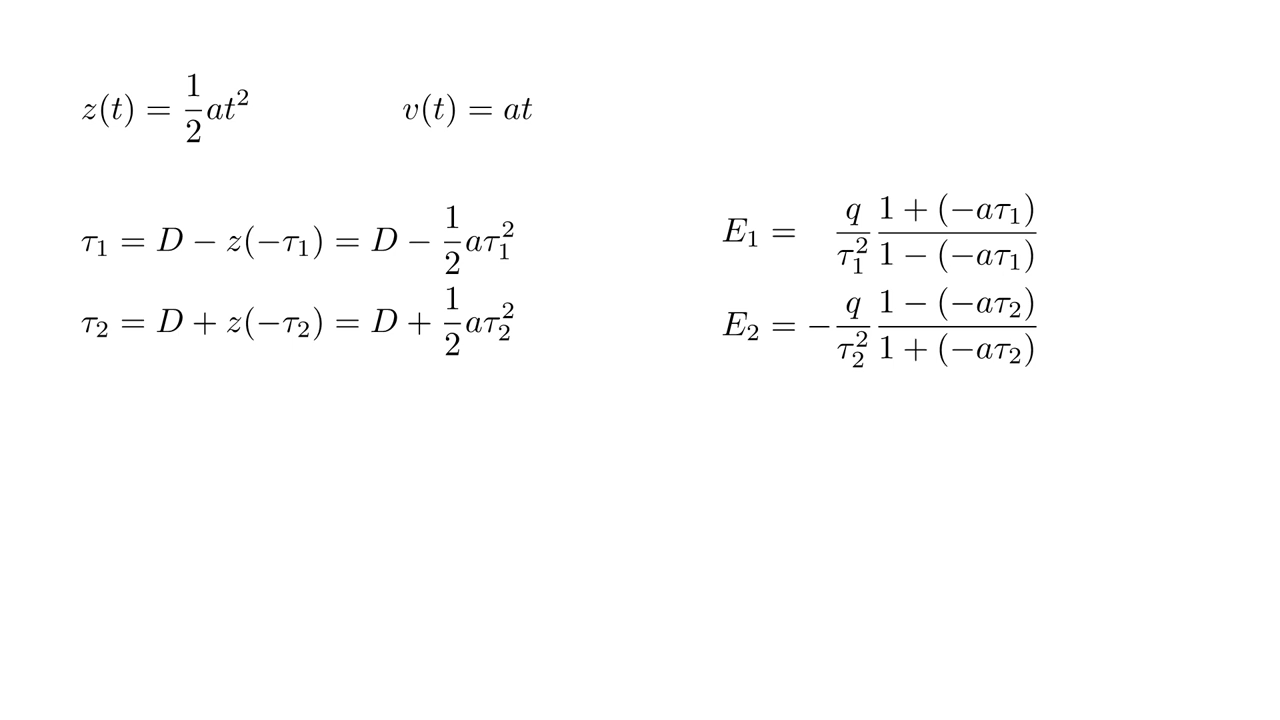 z(t) = \frac{1}{2}at^2    v(t) = at
\tau_1 = D - z(-\tau_1) = D - \frac{1}{2}a\tau_1^2    E_1 = \frac{q}{\tau_1^2}\frac{1 + (-a\tau_1)}{1 - (-a\tau_1)}
\tau_2 = D + z(-\tau_2) = D + \frac{1}{2}a\tau_2^2    E_2 = -\frac{q}{\tau_2^2}\frac{1 - (-a\tau_2)}{1 + (-a\tau_2)}